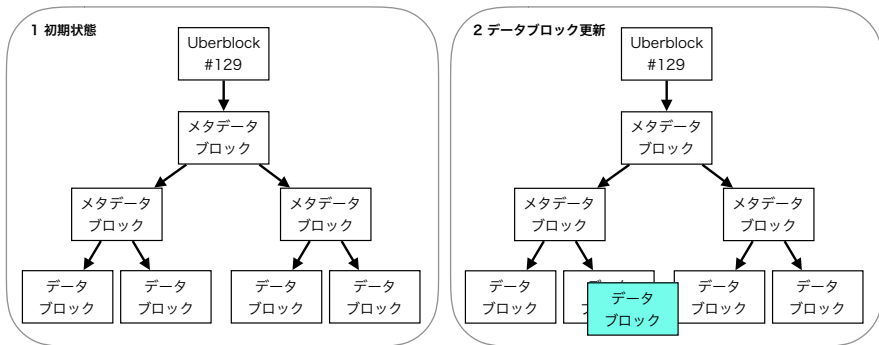 1 初期状態
Uberblock
#129
メタデータ
ブロック
メタデータ
ブロック
メタデータ
ブロック
データ
ブロック
データ
ブロック
データ
ブロック
データ
ブロック
2 データブロック更新
Uberblock
#129
メタデータ
ブロック
メタデータ
ブロック
メタデータ
ブロック
データ
ブロック
データ
ブロック
データ
ブロック
データ
ブロック